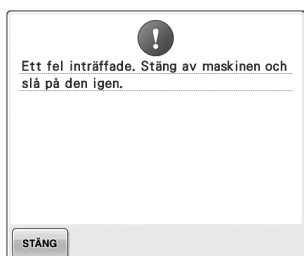 Ett fel inträffade. Stäng av maskinen och
slå på den igen.
STÄNG